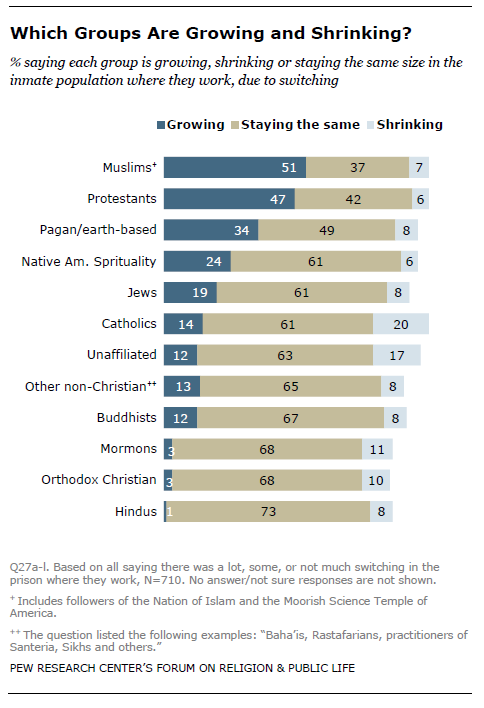 Which Groups Are Growing and Shrinking?
% saying each group is growing, shrinking or staying the same size in the
inmate population where they work, due to switching
Growing Staying the same Shrinking
Muslims⁺ 51 37 7
Protestants 47 42 6
Pagan/earth-based 34 49 8
Native Am. Sprituality 24 61 6
Jews 19 61 8
Catholics 14 61 20
Unaffiliated 12 63 17
Other non-Christian⁺⁺ 13 65 8
Buddhists 12 67 8
Mormons 3 68 11
Orthodox Christian 3 68 10
Hindus 1 73 8
Q27a-l. Based on all saying there was a lot, some, or not much switching in the
prison where they work, N=710. No answer/not sure responses are not shown.
⁺ Includes followers of the Nation of Islam and the Moorish Science Temple of
America.
⁺⁺ The question listed the following examples: “Baha’is, Rastafarians, practitioners of
Santeria, Sikhs and others.”
PEW RESEARCH CENTER’S FORUM ON RELIGION & PUBLIC LIFE